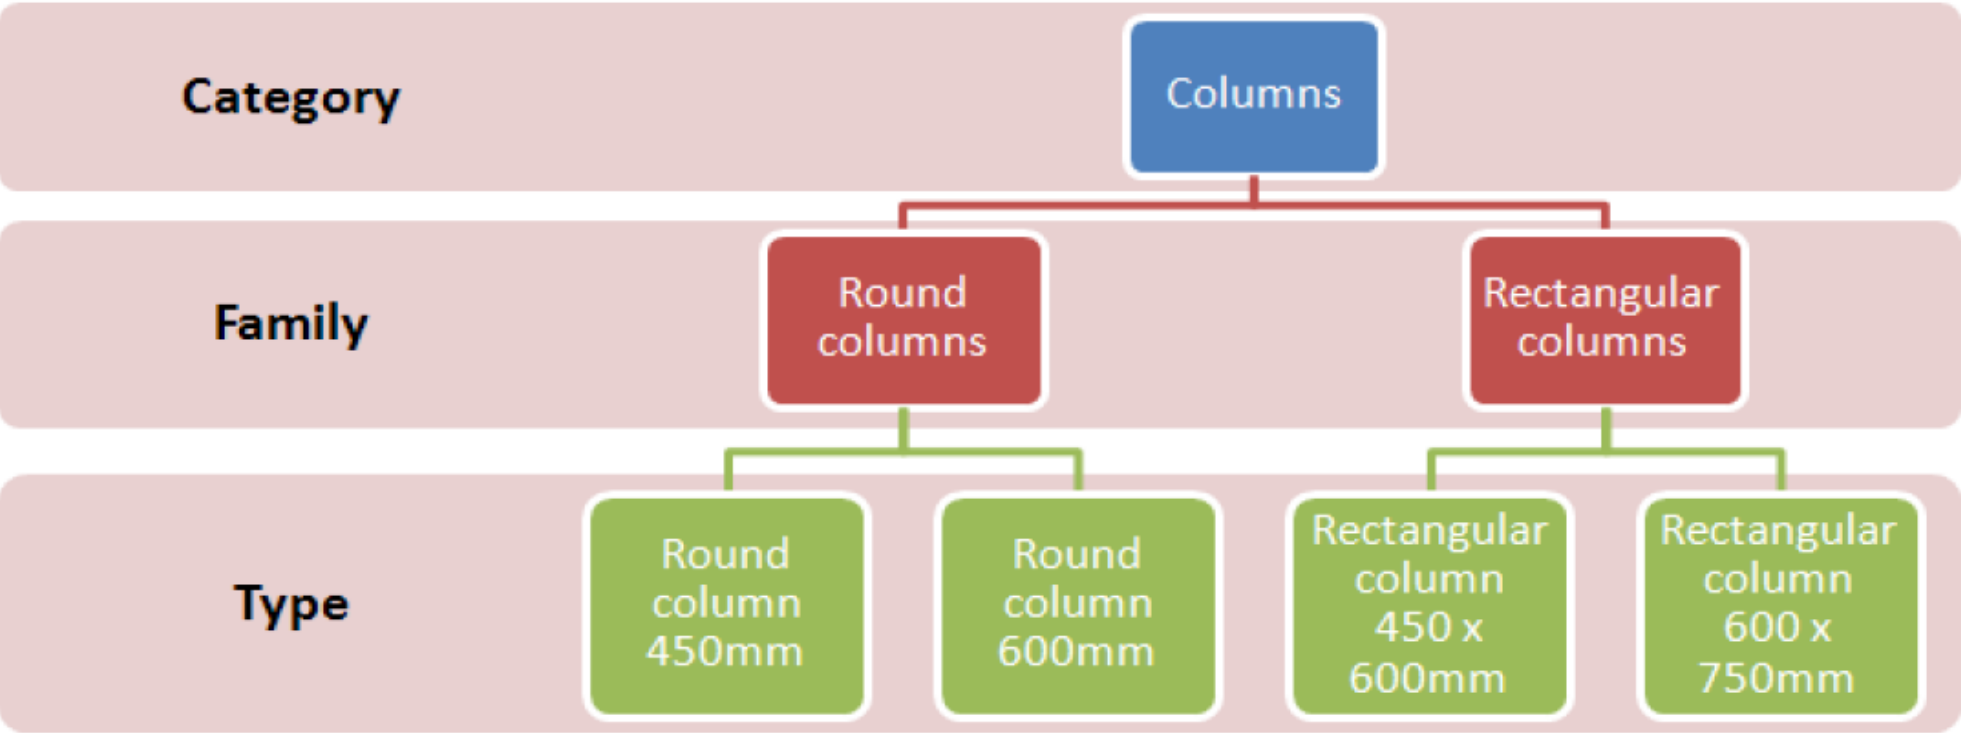 Category
Columns
Family
Round
columns
Rectangular
columns
Type
Round
column
450mm
Round
column
600mm
Rectangular
column
450 x
600mm
Rectangular
column
600 x
750mm